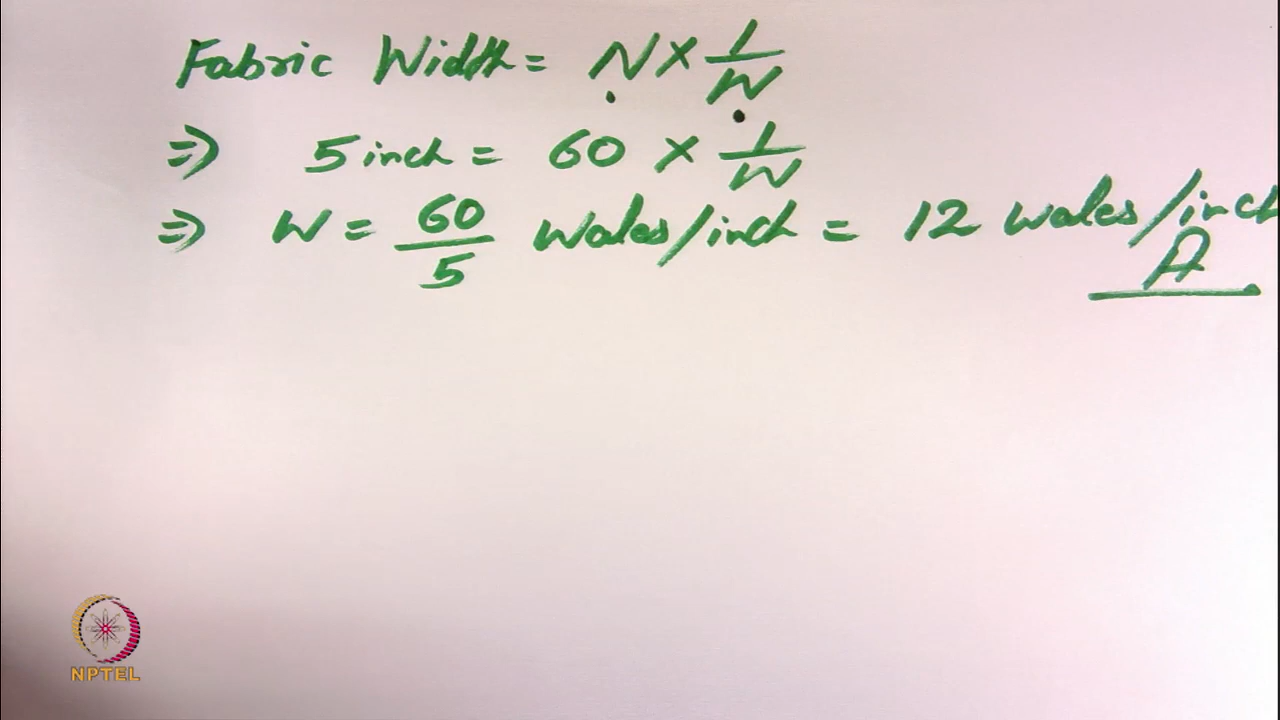 Fabric Width = N × 1/W
⇒ 5 inch = 60 × 1/W
⇒ W = 60/5 Wales/inch = 12 Wales/inch
A
NPTEL